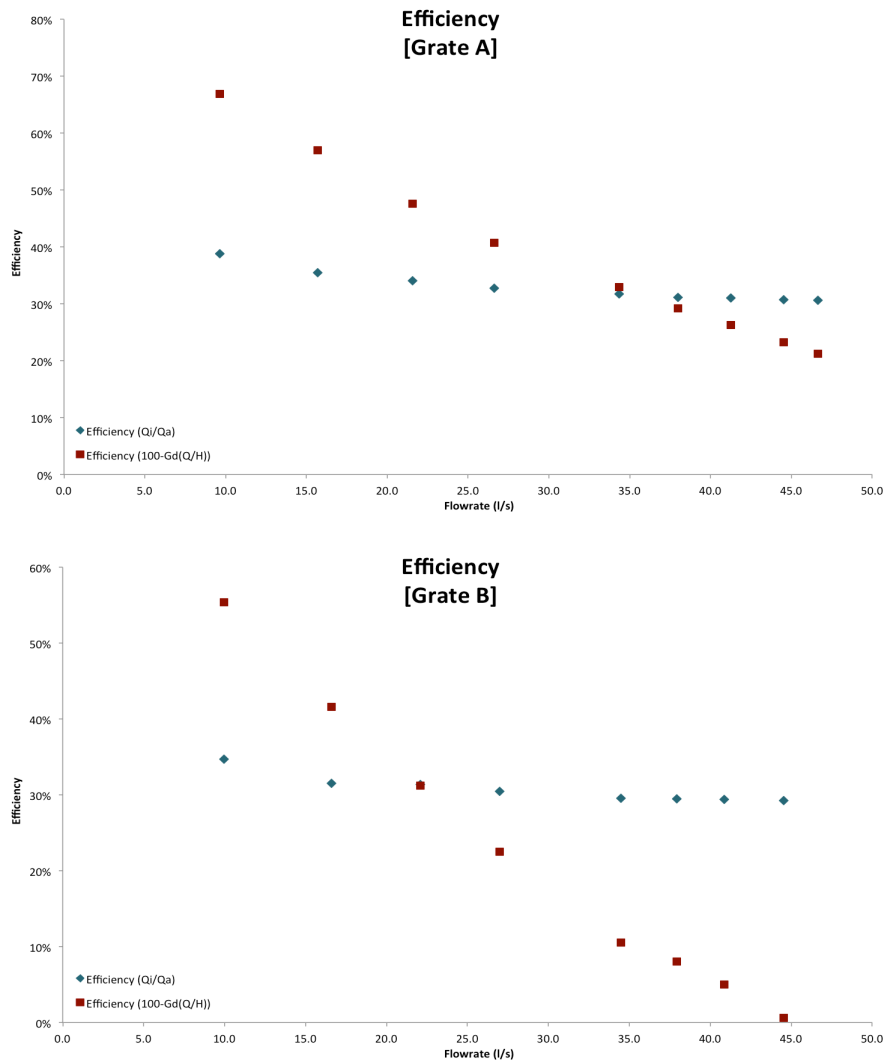 Efficiency
[Grate A]
80%
70%
60%
50%
40%
30%
20%
10%
0%
Efficiency
Efficiency (Qi/Qa)
Efficiency (100-Gd(Q/H))
0.0 5.0 10.0 15.0 20.0 25.0 30.0 35.0 40.0 45.0 50.0
Flowrate (l/s)
Efficiency
[Grate B]
60%
50%
40%
30%
20%
10%
0%
Efficiency
Efficiency (Qi/Qa)
Efficiency (100-Gd(Q/H))
0.0 5.0 10.0 15.0 20.0 25.0 30.0 35.0 40.0 45.0 50.0
Flowrate (l/s)